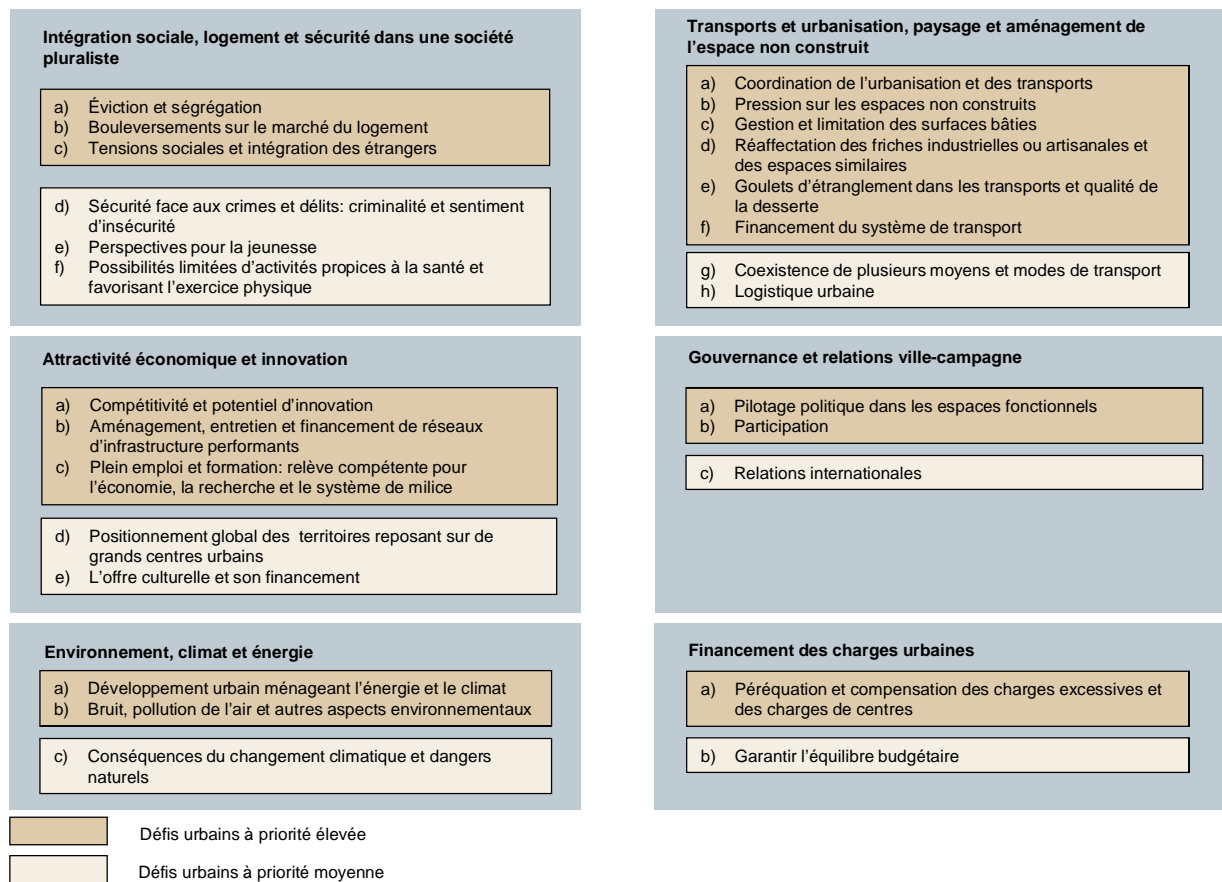 Intégration sociale, logement et sécurité dans une société
pluraliste
a) Éviction et ségrégation
b) Bouleversements sur le marché du logement
c) Tensions sociales et intégration des étrangers
d) Sécurité face aux crimes et délits: criminalité et sentiment
d’insécurité
e) Perspectives pour la jeunesse
f) Possibilités limitées d’activités propices à la santé et
favorisant l’exercice physique
Transports et urbanisation, paysage et aménagement de
l’espace non construit
a) Coordination de l’urbanisation et des transports
b) Pression sur les espaces non construits
c) Gestion et limitation des surfaces bâties
d) Réaffectation des friches industrielles ou artisanales et
des espaces similaires
e) Goulets d’étranglement dans les transports et qualité de
la desserte
f) Financement du système de transport
g) Coexistence de plusieurs moyens et modes de transport
h) Logistique urbaine
Attractivité économique et innovation
a) Compétitivité et potentiel d’innovation
b) Aménagement, entretien et financement de réseaux
d’infrastructure performants
c) Plein emploi et formation: relève compétente pour
l’économie, la recherche et le système de milice
d) Positionnement global des territoires reposant sur de
grands centres urbains
e) L’offre culturelle et son financement
Gouvernance et relations ville-campagne
a) Pilotage politique dans les espaces fonctionnels
b) Participation
c) Relations internationales
Environnement, climat et énergie
a) Développement urbain ménageant l’énergie et le climat
b) Bruit, pollution de l’air et autres aspects environnementaux
c) Conséquences du changement climatique et dangers
naturels
Financement des charges urbaines
a) Péréquation et compensation des charges excessives et
des charges de centres
b) Garantir l’équilibre budgétaire
Défis urbains à priorité élevée
Défis urbains à priorité moyenne